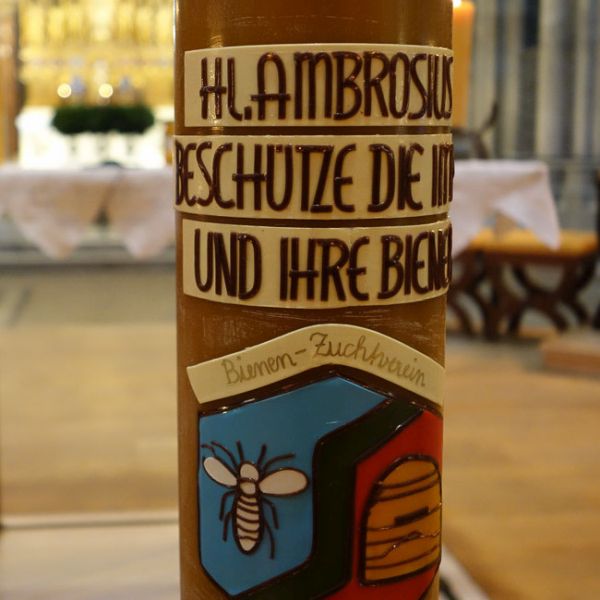 HL. AMBROSIUS
BESCHÜTZE DIE
UND IHRE BIENEN
Bienen-Zuchtverein